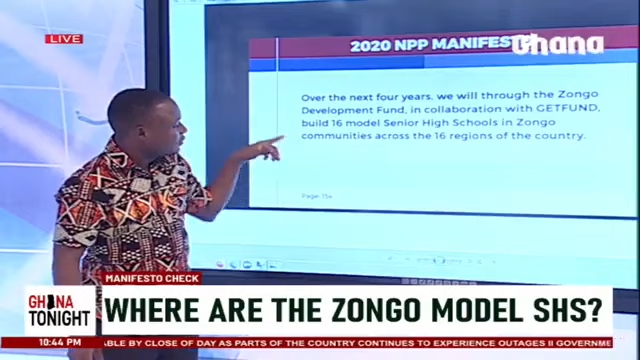 LIVE
2020 NPP MANIFEST
Ghana
Over the next four years, we will through the Zongo
Development Fund, in collaboration with GETFUND,
build 16 model Senior High Schools in Zongo
communities across the 16 regions of the country.
Page: 154
MANIFESTO CHECK
GHANA
TONIGHT
WHERE ARE THE ZONGO MODEL SHS?
10:44 PM
ABLE BY CLOSE OF DAY AS PARTS OF THE COUNTRY CONTINUES TO EXPERIENCE OUTAGES II GOVERNME